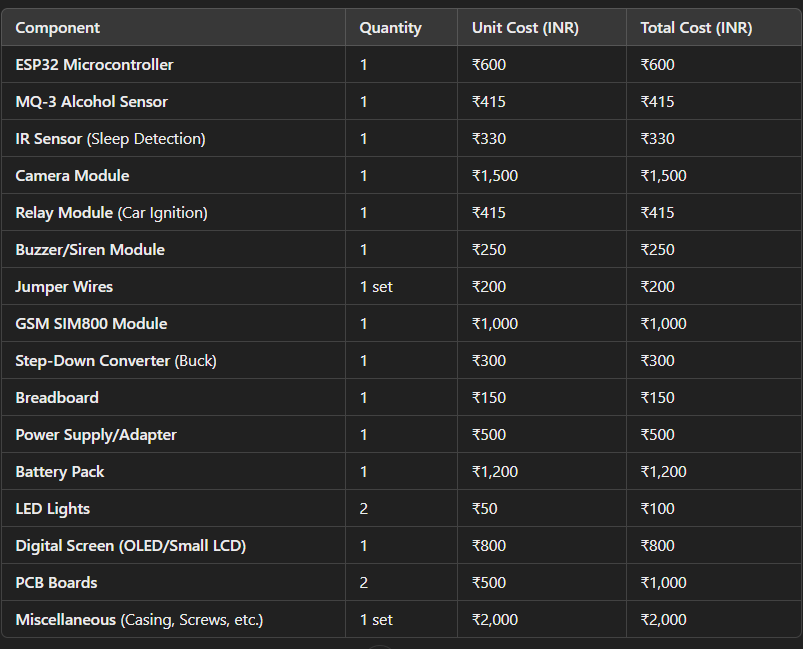 Component Quantity Unit Cost (INR) Total Cost (INR)
ESP32 Microcontroller 1 ₹600 ₹600
MQ-3 Alcohol Sensor 1 ₹415 ₹415
IR Sensor (Sleep Detection) 1 ₹330 ₹330
Camera Module 1 ₹1,500 ₹1,500
Relay Module (Car Ignition) 1 ₹415 ₹415
Buzzer/Siren Module 1 ₹250 ₹250
Jumper Wires 1 set ₹200 ₹200
GSM SIM800 Module 1 ₹1,000 ₹1,000
Step-Down Converter (Buck) 1 ₹300 ₹300
Breadboard 1 ₹150 ₹150
Power Supply/Adapter 1 ₹500 ₹500
Battery Pack 1 ₹1,200 ₹1,200
LED Lights 2 ₹50 ₹100
Digital Screen (OLED/Small LCD) 1 ₹800 ₹800
PCB Boards 2 ₹500 ₹1,000
Miscellaneous (Casing, Screws, etc.) 1 set ₹2,000 ₹2,000